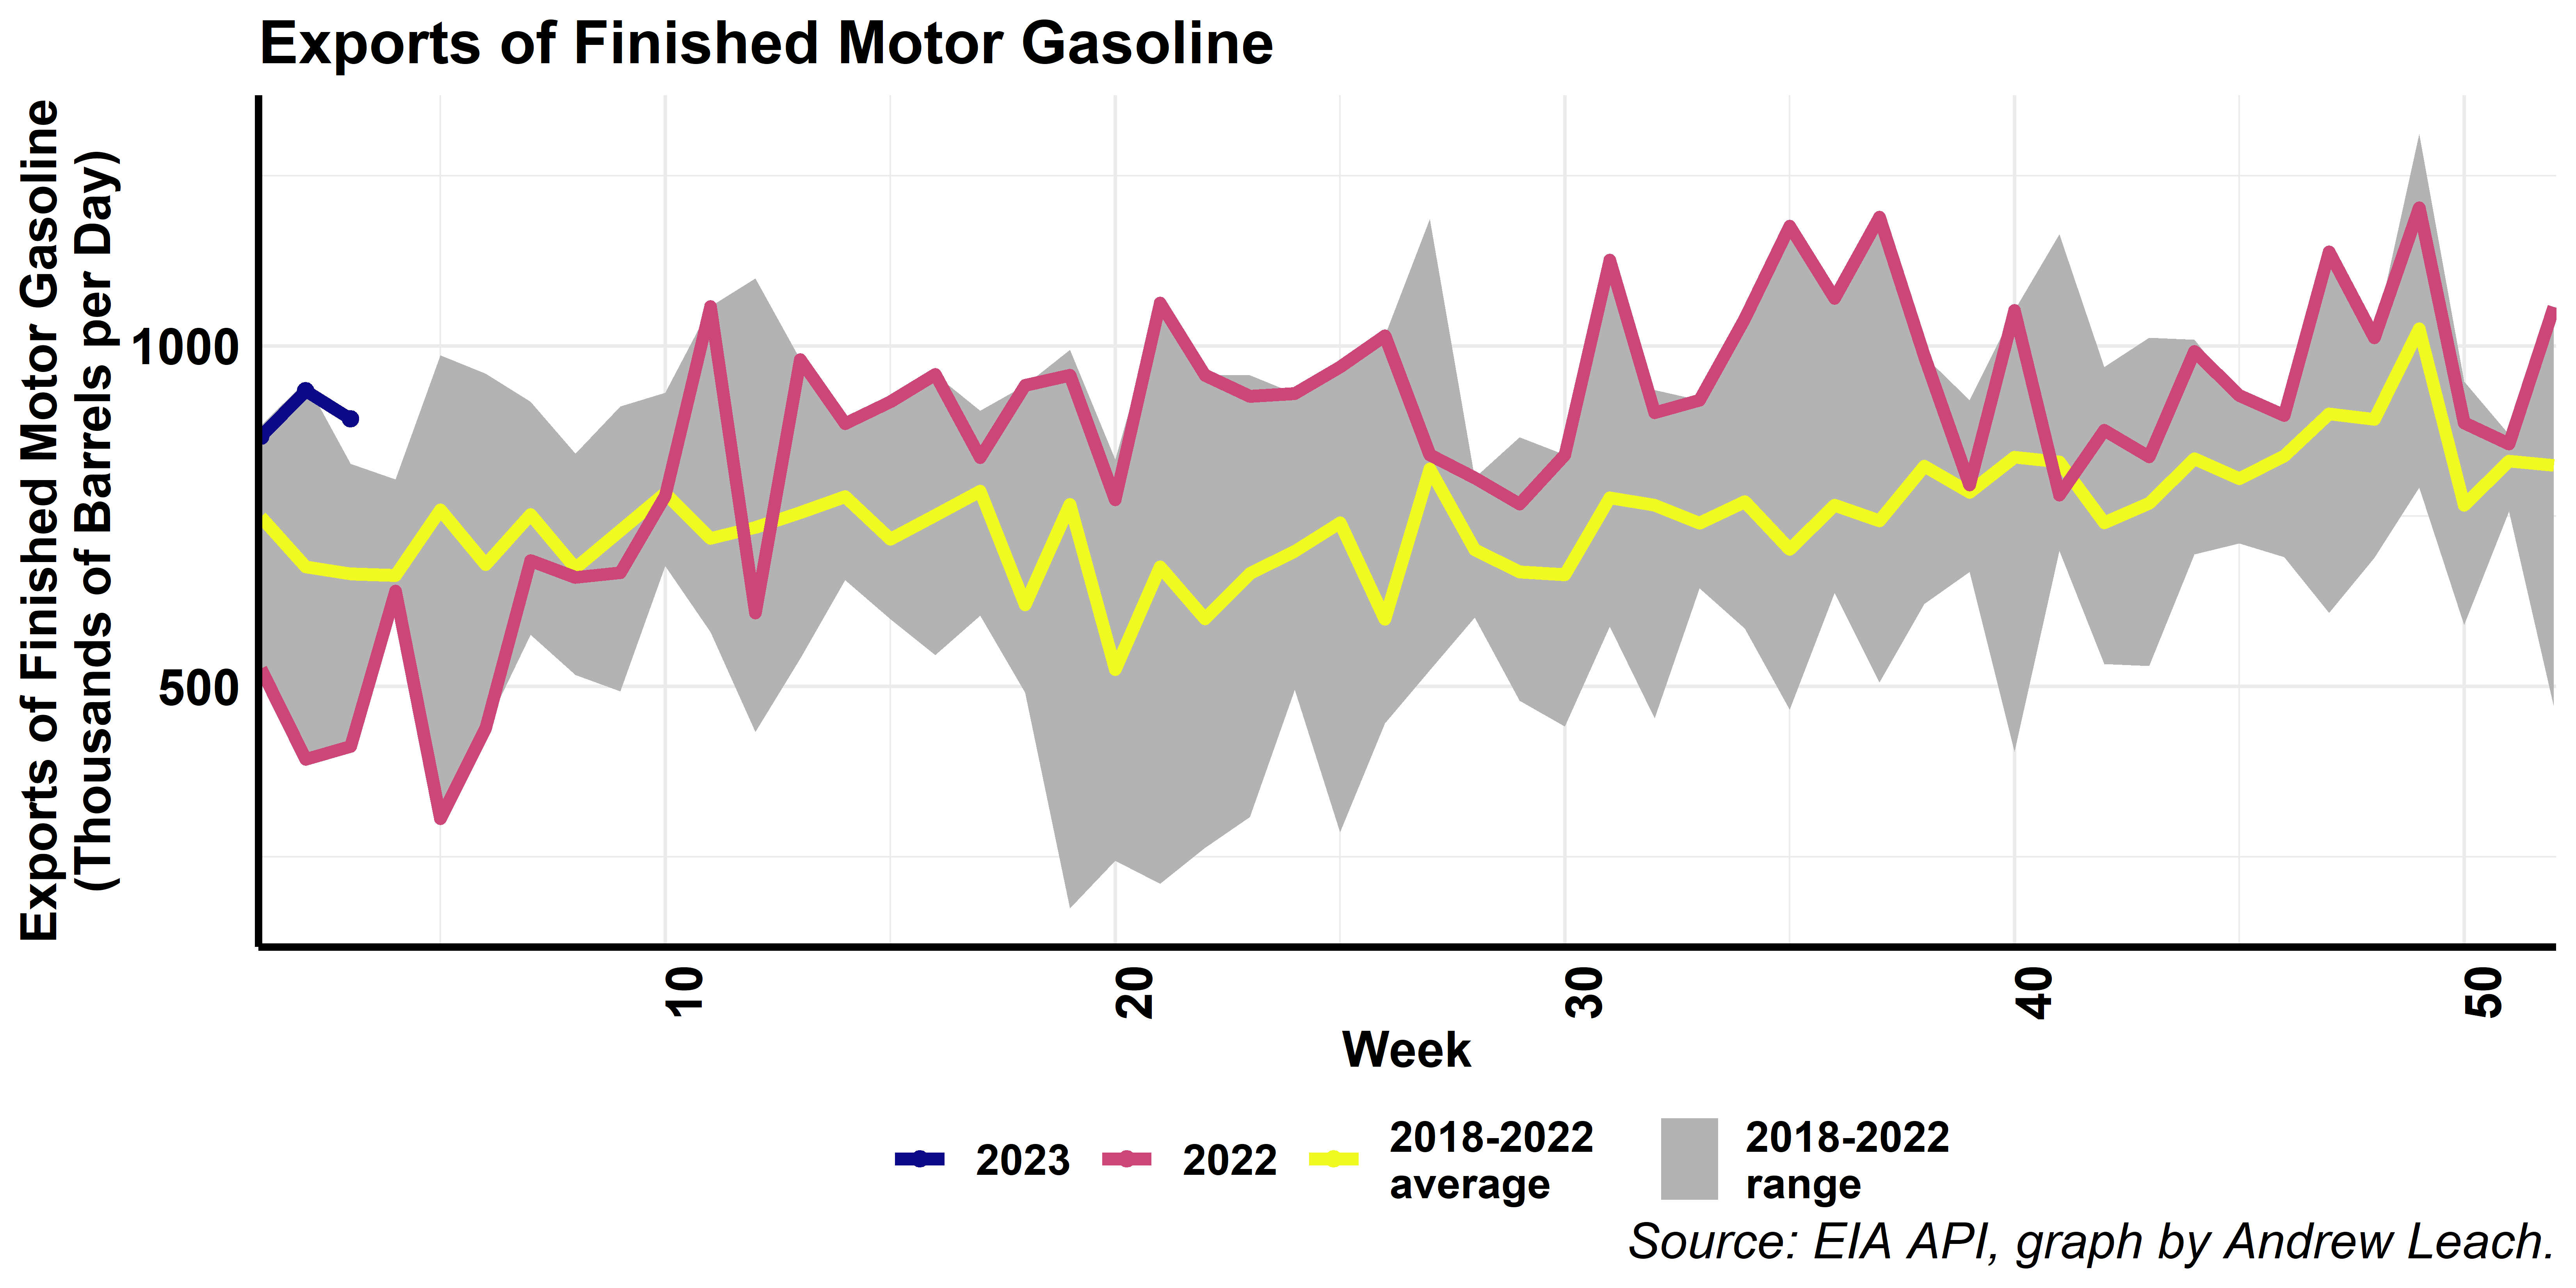 Exports of Finished Motor Gasoline
Exports of Finished Motor Gasoline
(Thousands of Barrels per Day)
1000
500
10
20
30
40
50
Week
2023
2022
2018-2022
average
2018-2022
range
Source: EIA API, graph by Andrew Leach.